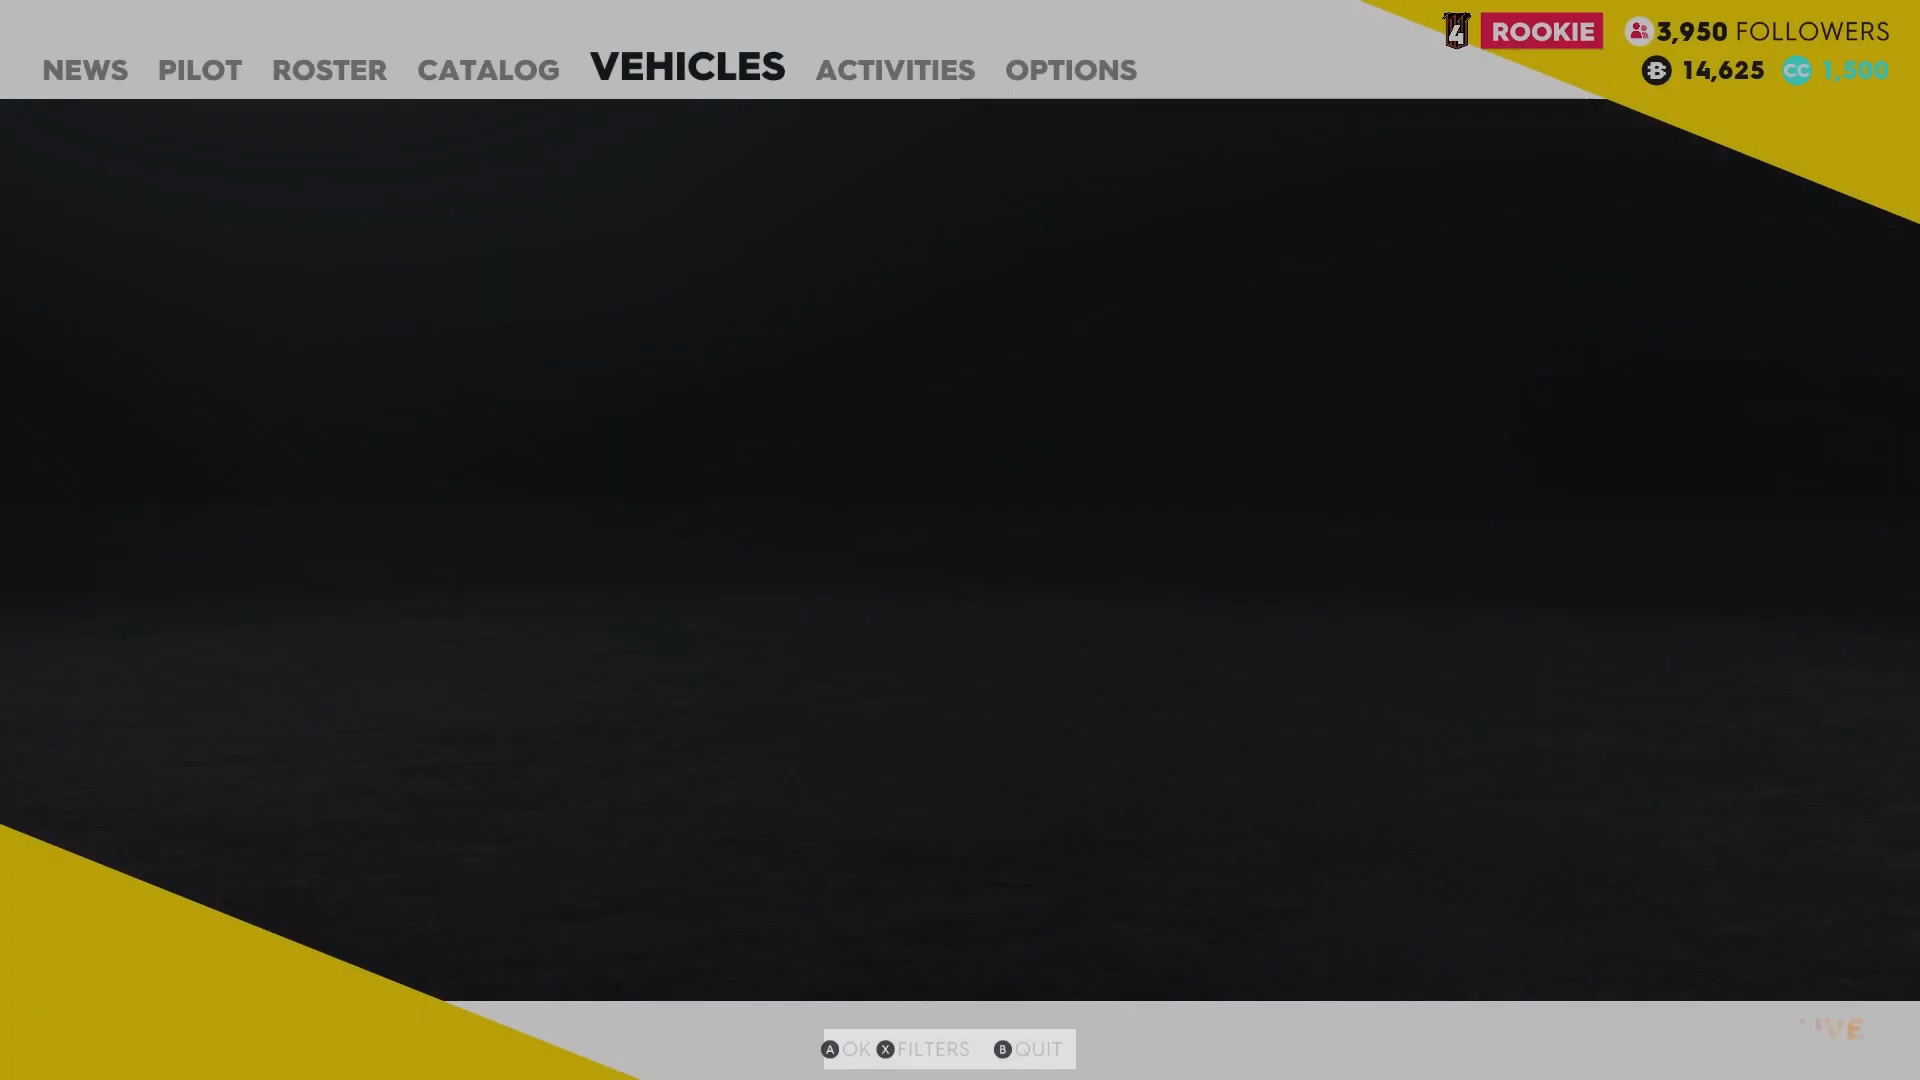 4 ROOKIE 3,950 FOLLOWERS
NEWS PILOT ROSTER CATALOG VEHICLES ACTIVITIES OPTIONS B 14,625 CC 1,500
A OK X FILTERS B QUIT